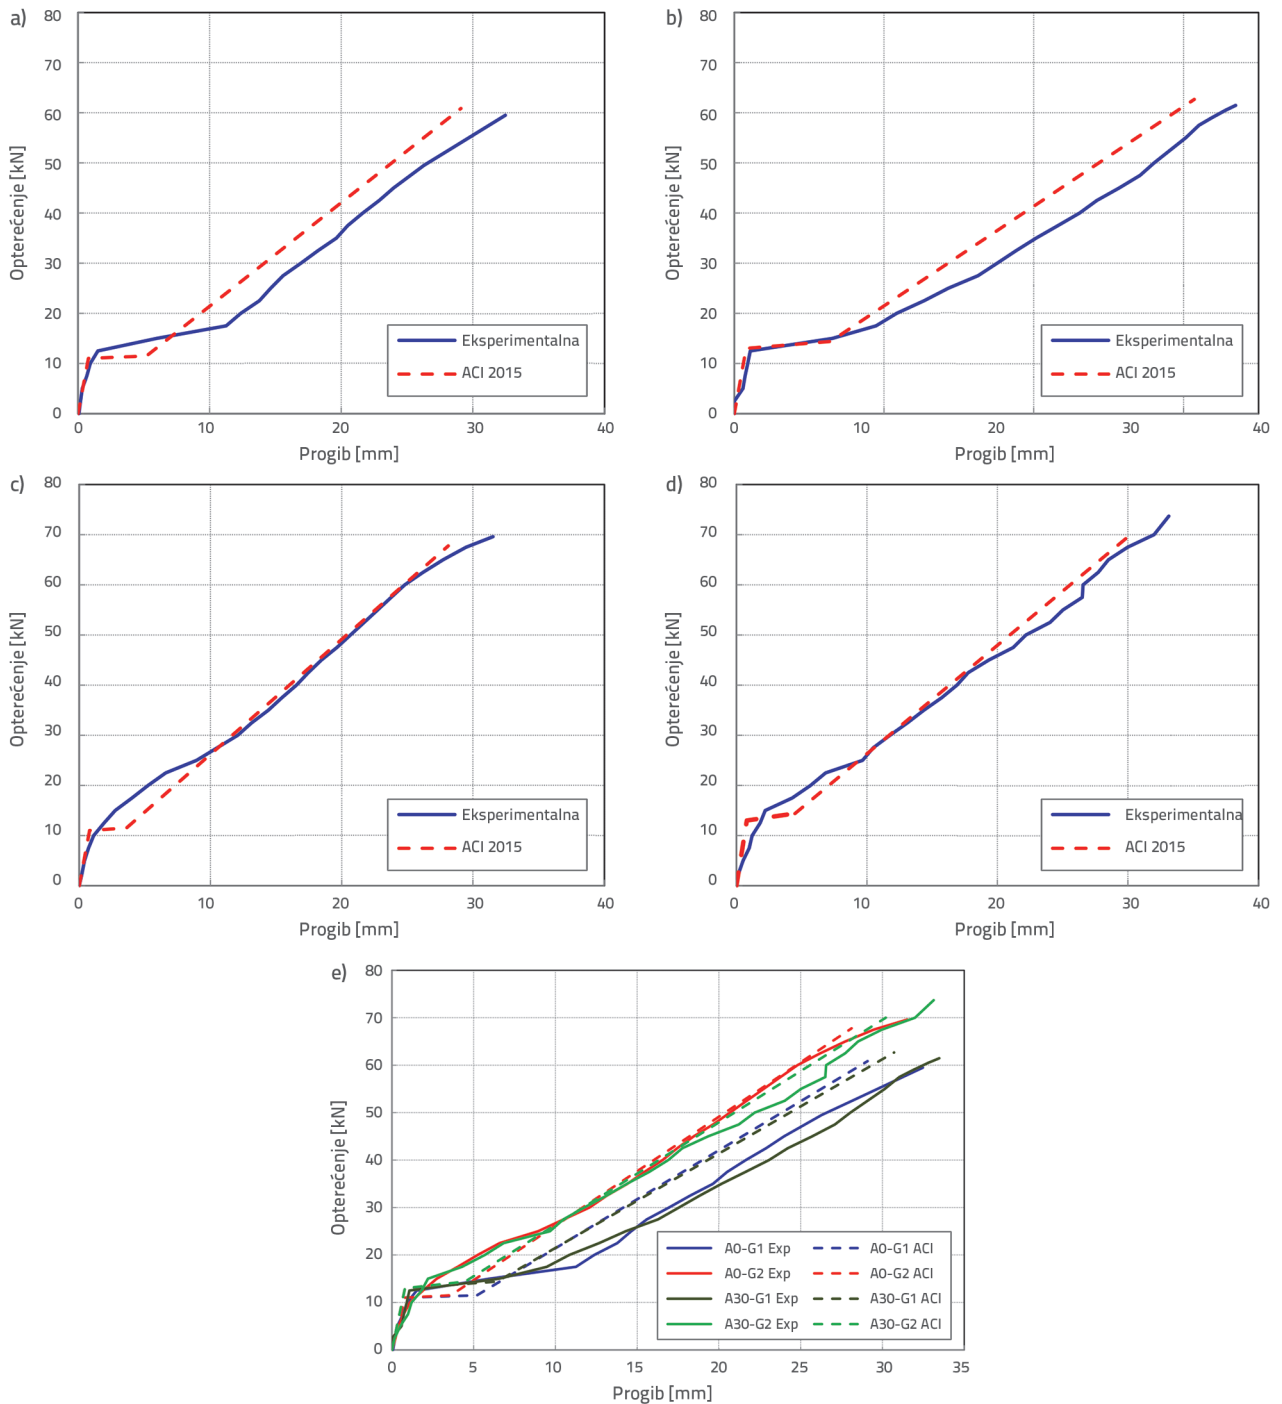 a)
80
70
60
50
40
30
20
10
0
Opterećenje [kN]
Eksperimentalna
ACI 2015
0 10 20 30 40
Progib [mm]
b)
80
70
60
50
40
30
20
10
0
Opterećenje [kN]
Eksperimentalna
ACI 2015
0 10 20 30 40
Progib [mm]
c)
80
70
60
50
40
30
20
10
0
Opterećenje [kN]
Eksperimentalna
ACI 2015
0 10 20 30 40
Progib [mm]
d)
80
70
60
50
40
30
20
10
0
Opterećenje [kN]
Eksperimentalna
ACI 2015
0 10 20 30 40
Progib [mm]
e)
80
70
60
50
40
30
20
10
0
Opterećenje [kN]
A0-G1 Exp A0-G1 ACI
A0-G2 Exp A0-G2 ACI
A30-G1 Exp A30-G1 ACI
A30-G2 Exp A30-G2 ACI
0 5 10 15 20 25 30 35
Progib [mm]